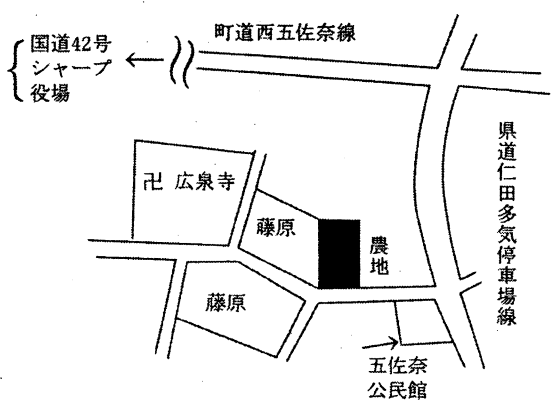 町道西五佐奈線
国道42号
シャープ
役場
県道仁田多気停車場線
卍 広泉寺
藤原
農地
藤原
五佐奈
公民館